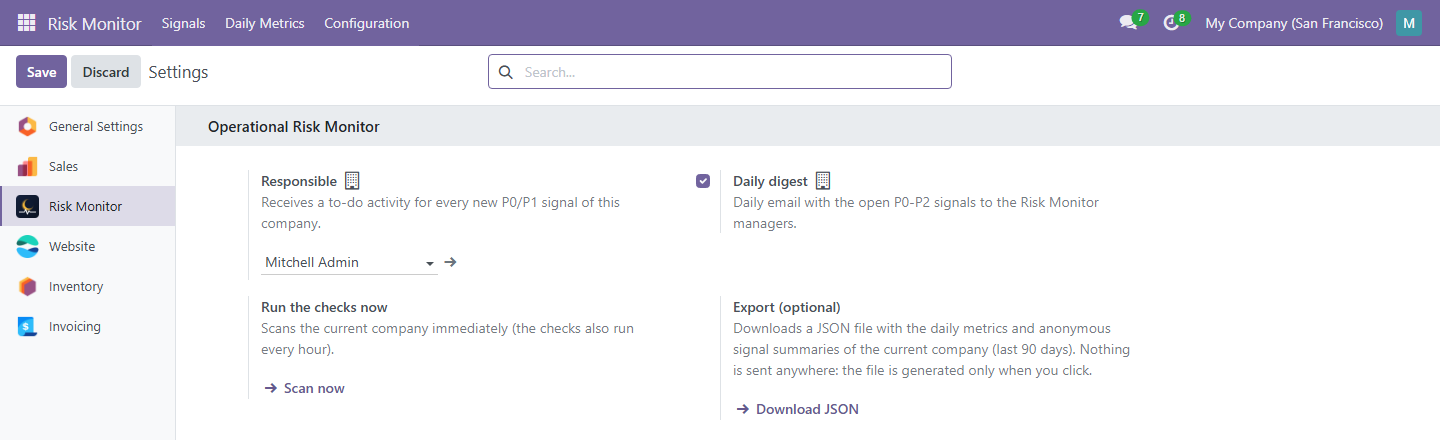 Risk Monitor Signals Daily Metrics Configuration 7 8 My Company (San Francisco) M
Save Discard Settings Search...
General Settings
Sales
Risk Monitor
Website
Inventory
Invoicing
Operational Risk Monitor
Responsible
Receives a to-do activity for every new P0/P1 signal of this
company.
Mitchell Admin
Daily digest
Daily email with the open P0-P2 signals to the Risk Monitor
managers.
Run the checks now
Scans the current company immediately (the checks also run
every hour).
Scan now
Export (optional)
Downloads a JSON file with the daily metrics and anonymous
signal summaries of the current company (last 90 days). Nothing
is sent anywhere: the file is generated only when you click.
Download JSON